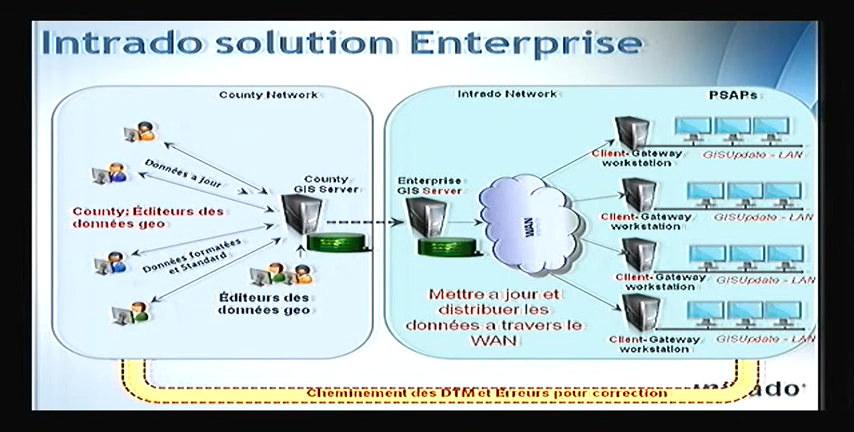 Intrado solution Enterprise
County Network
Intrado Network
PSAPs
Données a jour
County: Éditeurs des
données geo
Données formatées
et Standard
County
GIS Server
Éditeurs des
données geo
Enterprise
GIS Server
WAN
Mettre a jour et
distribuer les
données a travers le
WAN
Client-Gateway
workstation
GISUpdate - LAN
Client-Gateway
workstation
GISUpdate - LAN
Client-Gateway
workstation
GISUpdate - LAN
Client-Gateway
workstation
GISUpdate - LAN
Cheminement des DTM et Erreurs pour correction